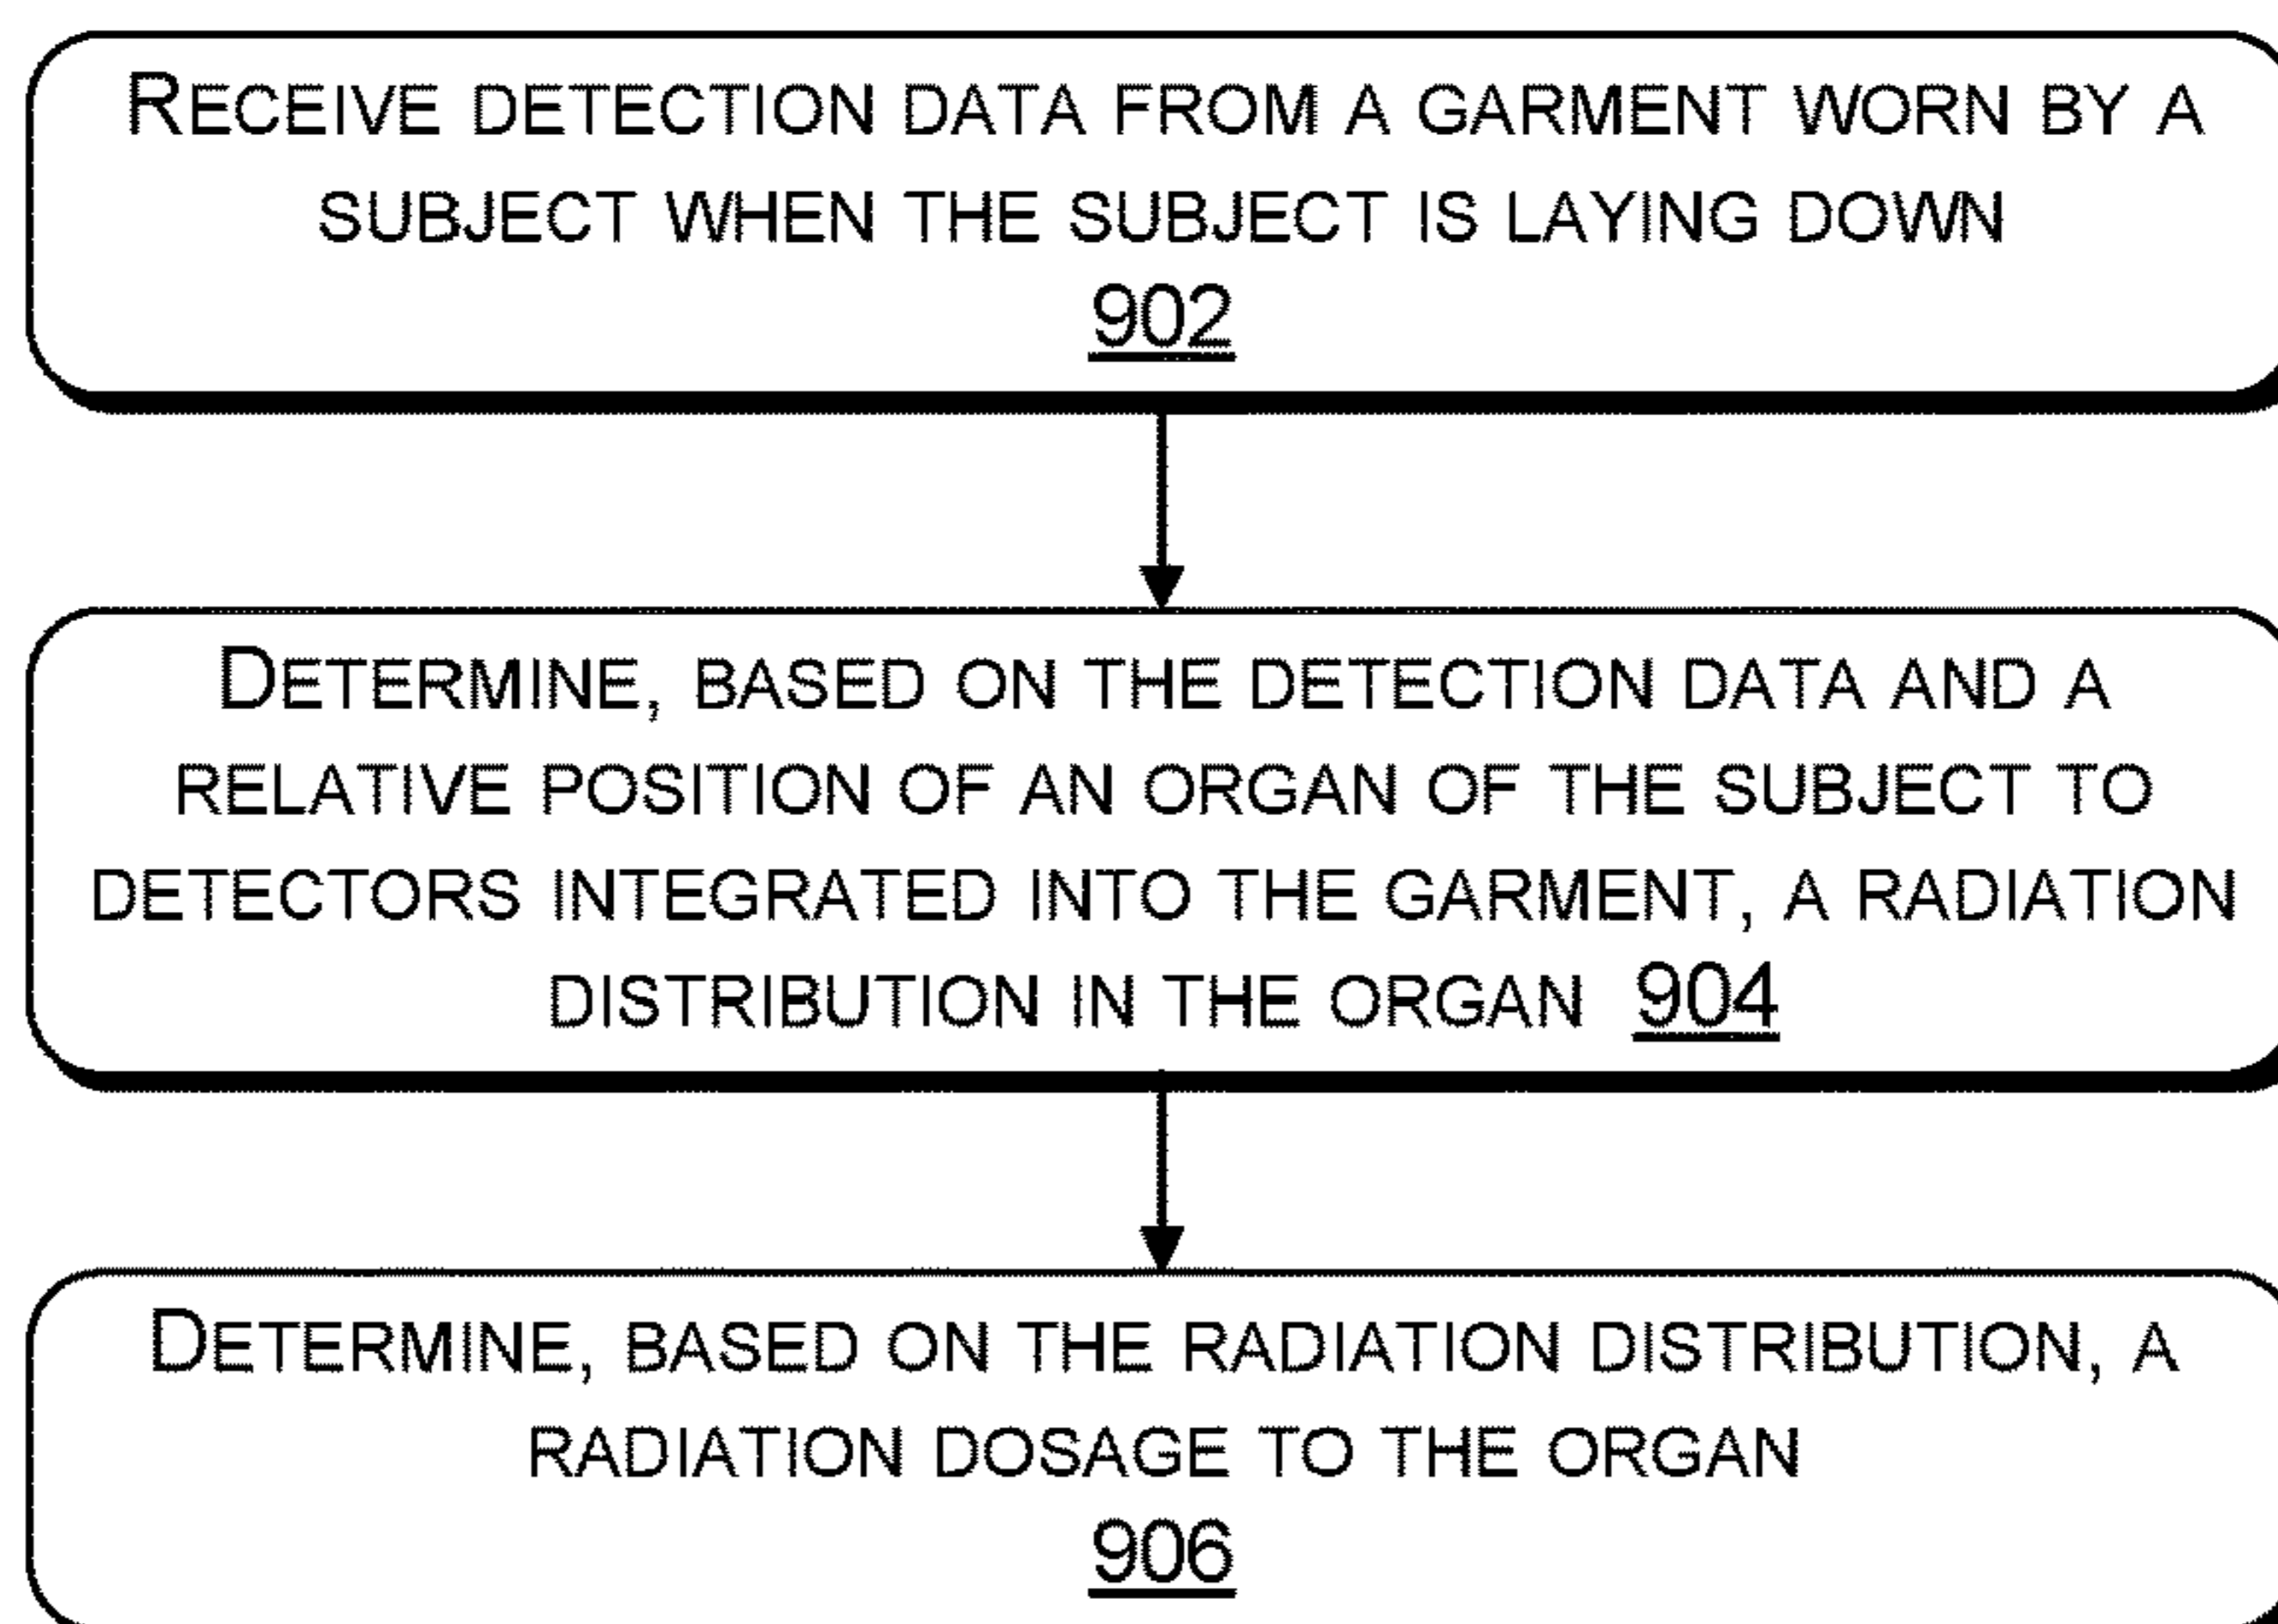 RECEIVE DETECTION DATA FROM A GARMENT WORN BY A
SUBJECT WHEN THE SUBJECT IS LAYING DOWN
902
DETERMINE, BASED ON THE DETECTION DATA AND A
RELATIVE POSITION OF AN ORGAN OF THE SUBJECT TO
DETECTORS INTEGRATED INTO THE GARMENT, A RADIATION
DISTRIBUTION IN THE ORGAN 904
DETERMINE, BASED ON THE RADIATION DISTRIBUTION, A
RADIATION DOSAGE TO THE ORGAN
906